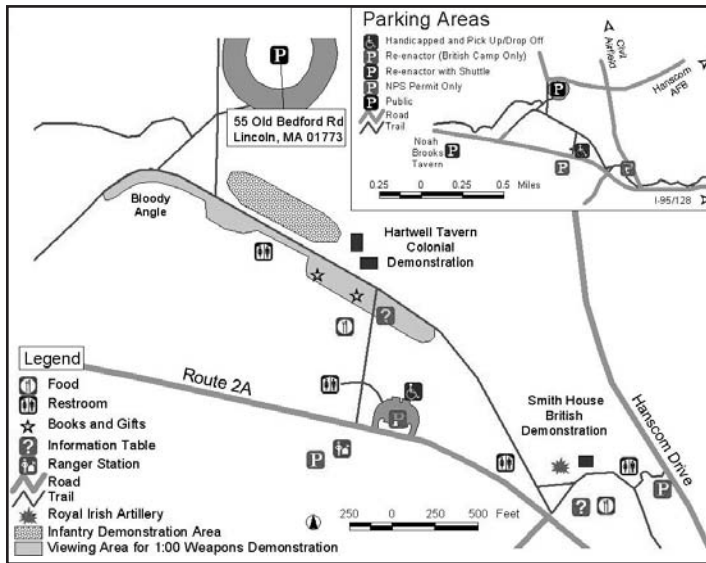 55 Old Bedford Rd
Lincoln, MA 01773
Parking Areas
Handicapped and Pick Up/Drop Off
Re-enactor (British Camp Only)
Re-enactor with Shuttle
NPS Permit Only
Public
Road
Trail
Civil
Airfield
Hanscom
AFB
Noah
Brooks
Tavern
0.25 0 0.25 0.5
Miles
I-95/128
Bloody
Angle
Hartwell Tavern
Colonial
Demonstration
Route 2A
Smith House
British
Demonstration
Hanscom Drive
Legend
Food
Restroom
Books and Gifts
Information Table
Ranger Station
Road
Trail
Royal Irish Artillery
Infantry Demonstration Area
Viewing Area for 1:00 Weapons Demonstration
250 0 250 500 Feet